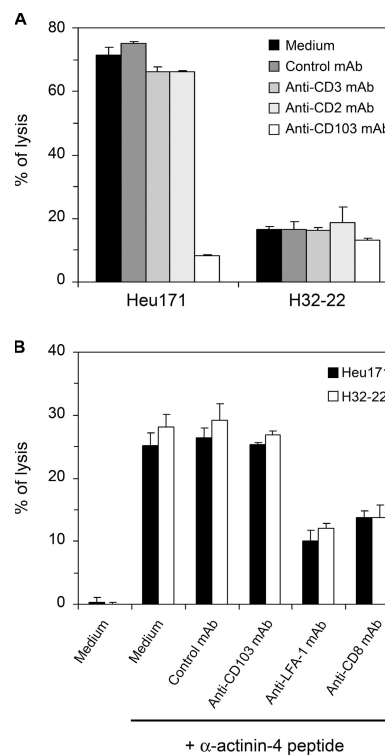 A
% of lysis
80
60
40
20
0
Medium
Control mAb
Anti-CD3 mAb
Anti-CD2 mAb
Anti-CD103 mAb
Heu171
H32-22
B
% of lysis
40
30
20
10
0
Heu171
H32-22
Medium
Medium
Control mAb
Anti-CD103 mAb
Anti-LFA-1 mAb
Anti-CD8 mAb
+ α-actinin-4 peptide